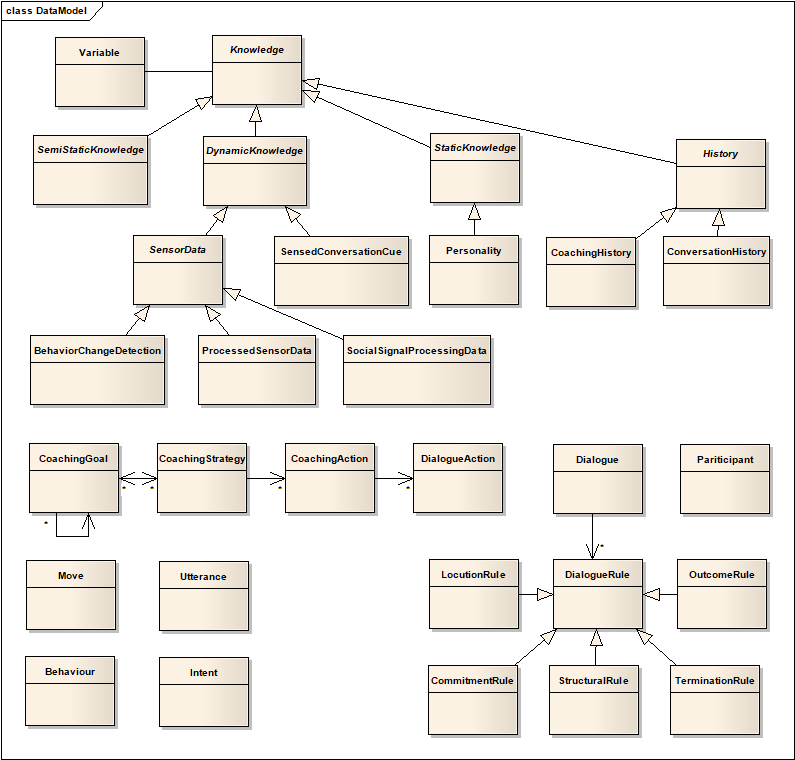 class DataModel
Variable
Knowledge
SemiStaticKnowledge
DynamicKnowledge
StaticKnowledge
History
SensorData
SensedConversationCue
Personality
CoachingHistory
ConversationHistory
BehaviorChangeDetection
ProcessedSensorData
SocialSignalProcessingData
CoachingGoal
CoachingStrategy
CoachingAction
DialogueAction
Dialogue
Pariticipant
*
*
*
*
*
*
Move
Utterance
LocutionRule
DialogueRule
OutcomeRule
Behaviour
Intent
CommitmentRule
StructuralRule
TerminationRule